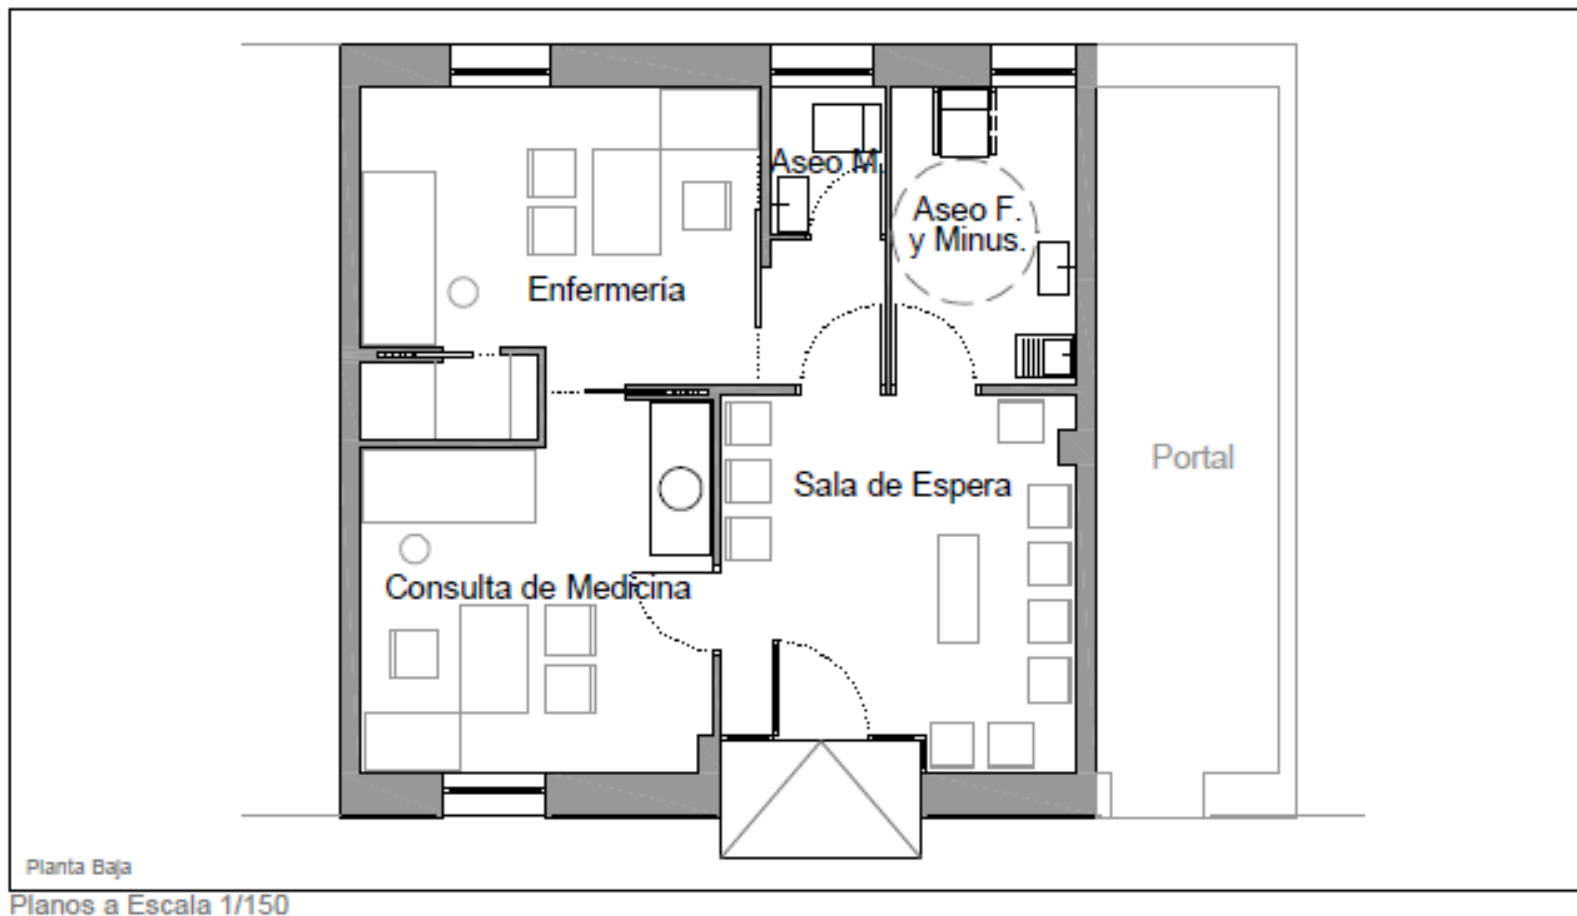 Aseo M.
Aseo F.
y Minus.
Enfermería
Sala de Espera
Portal
Consulta de Medicina
Planta Baja
Planos a Escala 1/150